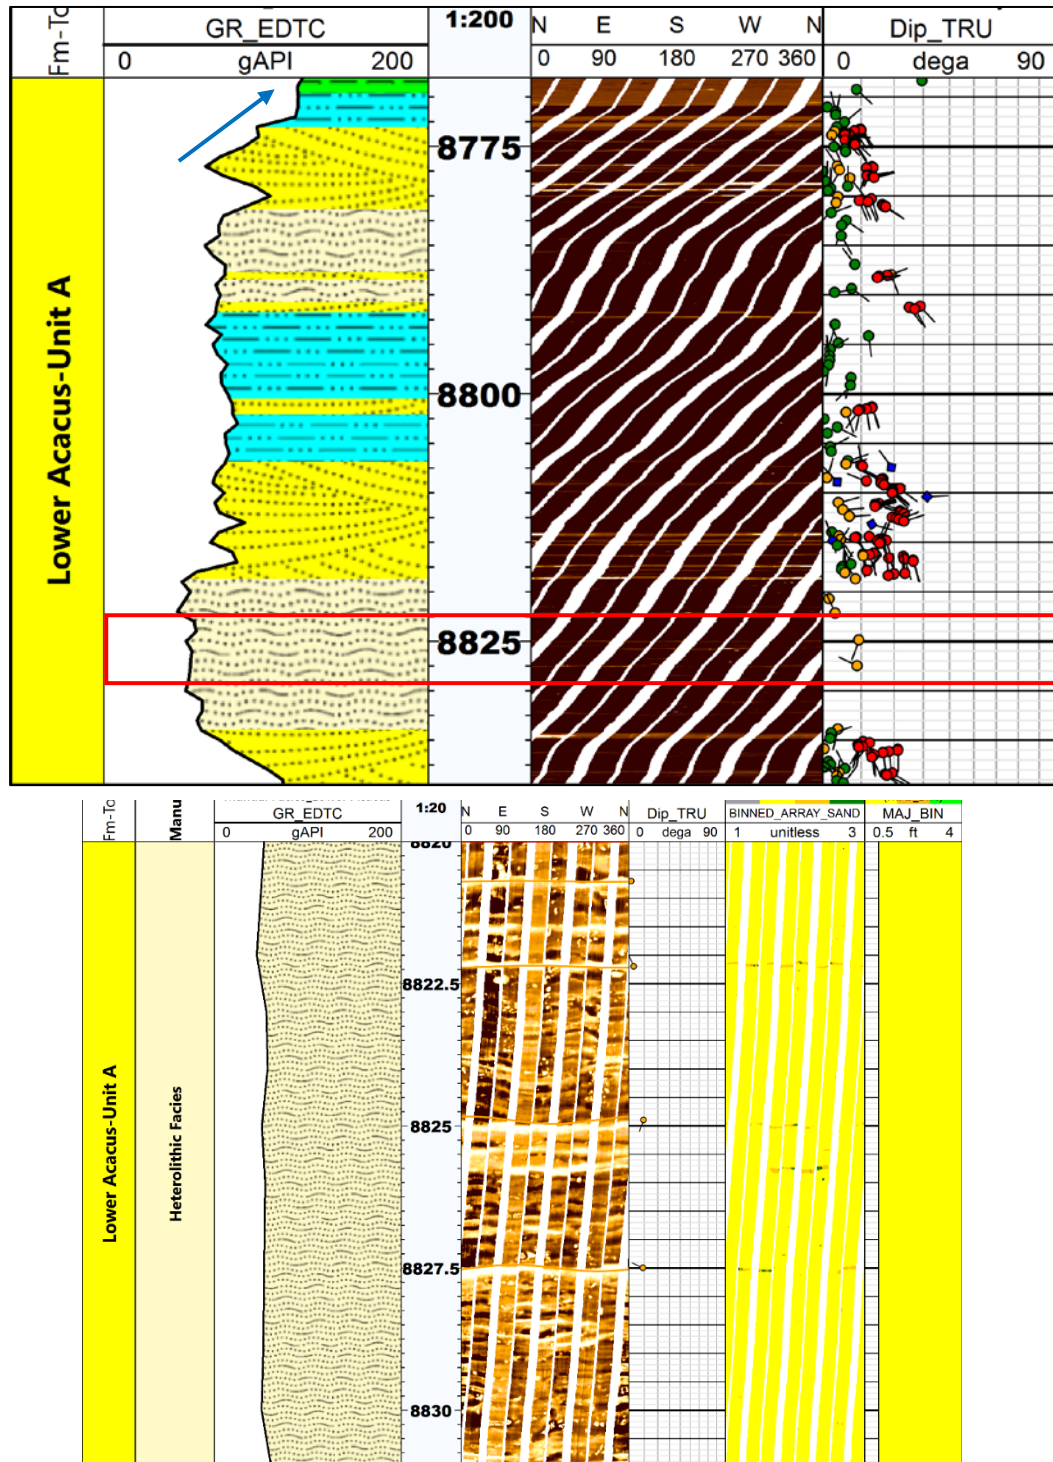 Fm-To
GR_EDTC
0 gAPI 200
1:200
N E S W N
0 90 180 270 360
Dip_TRU
0 dega 90
Lower Acacus-Unit A
8775
8800
8825
Fm-To
Manu
GR_EDTC
0 gAPI 200
1:20
N E S W N
0 90 180 270 360
Dip_TRU
0 dega 90
BINNED_ARRAY_SAND
1 unitless 3
MAJ_BIN
0.5 ft 4
Lower Acacus-Unit A
Heterolithic Facies
8820
8822.5
8825
8827.5
8830